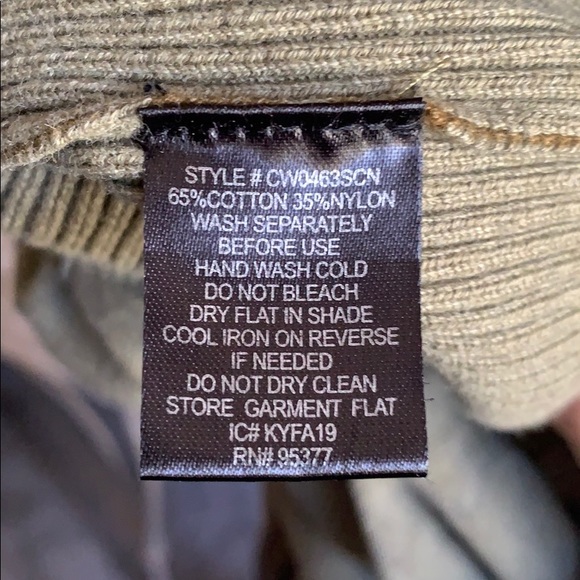 STYLE # CW0463SCN
65%COTTON 35%NYLON
WASH SEPARATELY
BEFORE USE
HAND WASH COLD
DO NOT BLEACH
DRY FLAT IN SHADE
COOL IRON ON REVERSE
IF NEEDED
DO NOT DRY CLEAN
STORE GARMENT FLAT
IC# KYFA19
RN# 95377